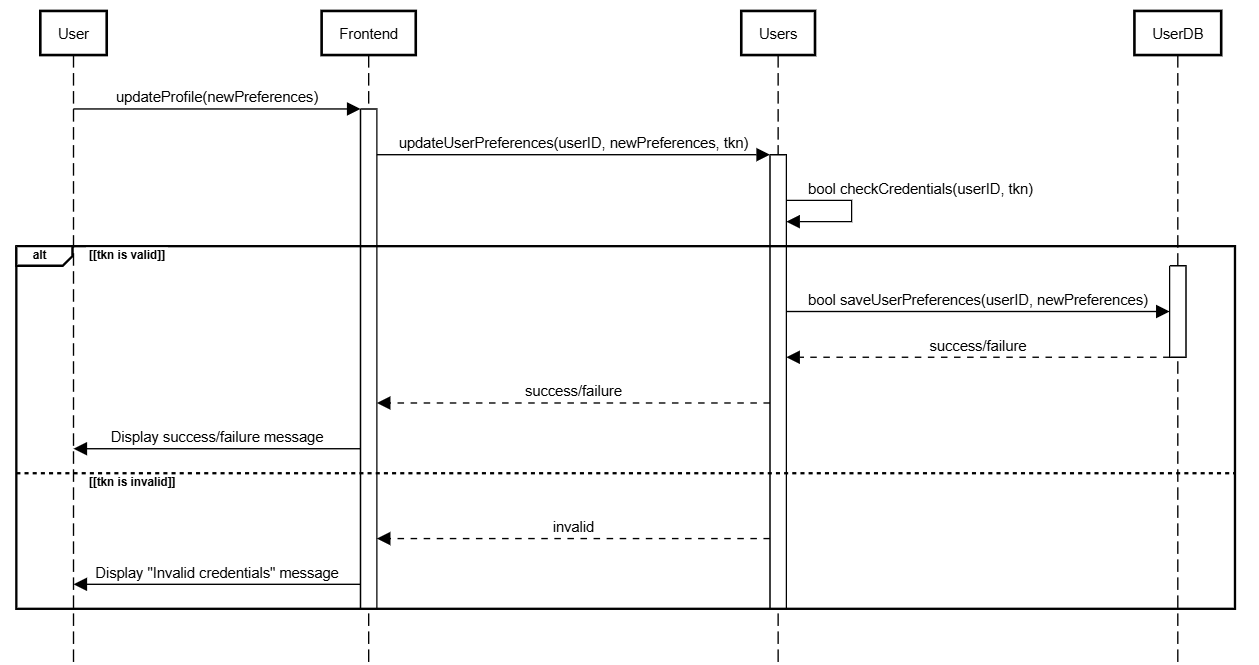 User
Frontend
Users
UserDB
updateProfile(newPreferences)
updateUserPreferences(userID, newPreferences, tkn)
bool checkCredentials(userID, tkn)
alt
[[tkn is valid]]
bool saveUserPreferences(userID, newPreferences)
success/failure
success/failure
Display success/failure message
[[tkn is invalid]]
invalid
Display "Invalid credentials" message